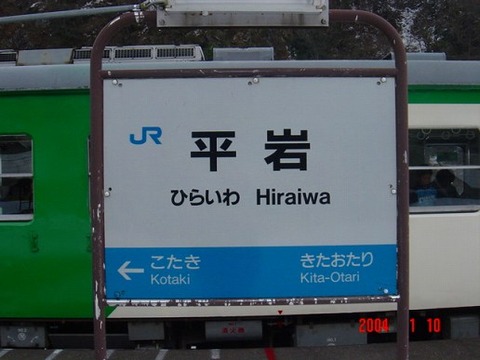 JR 平岩
ひらいわ Hiraiwa
← こたき きたおたり
Kotaki Kita-Otari
2004 1 10